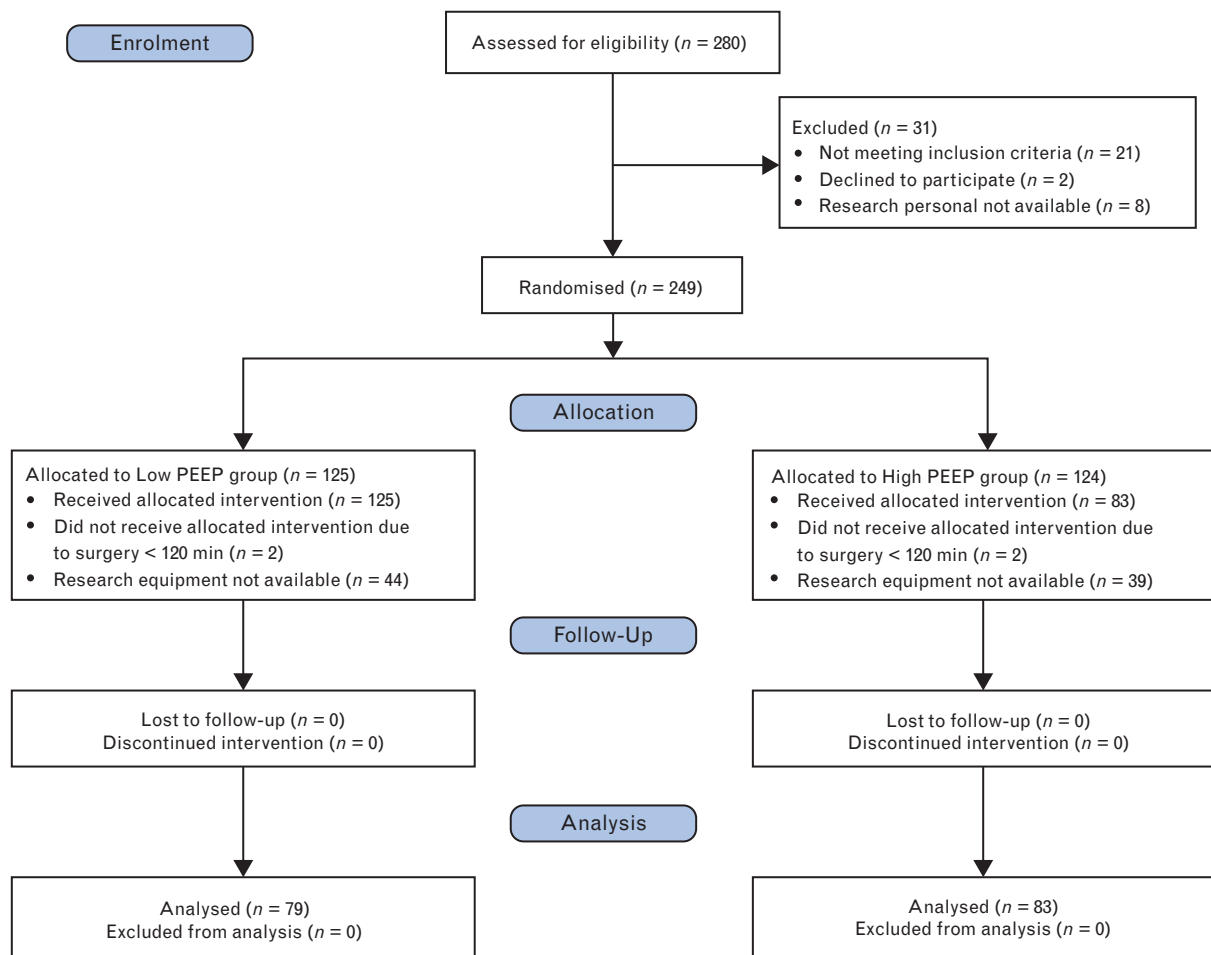 Enrolment
Assessed for eligibility (n = 280)
Excluded (n = 31)
• Not meeting inclusion criteria (n = 21)
• Declined to participate (n = 2)
• Research personal not available (n = 8)
Randomised (n = 249)
Allocation
Allocated to Low PEEP group (n = 125)
• Received allocated intervention (n = 125)
• Did not receive allocated intervention due
to surgery < 120 min (n = 2)
• Research equipment not available (n = 44)
Allocated to High PEEP group (n = 124)
• Received allocated intervention (n = 83)
• Did not receive allocated intervention due
to surgery < 120 min (n = 2)
• Research equipment not available (n = 39)
Follow-Up
Lost to follow-up (n = 0)
Discontinued intervention (n = 0)
Lost to follow-up (n = 0)
Discontinued intervention (n = 0)
Analysis
Analysed (n = 79)
Excluded from analysis (n = 0)
Analysed (n = 83)
Excluded from analysis (n = 0)